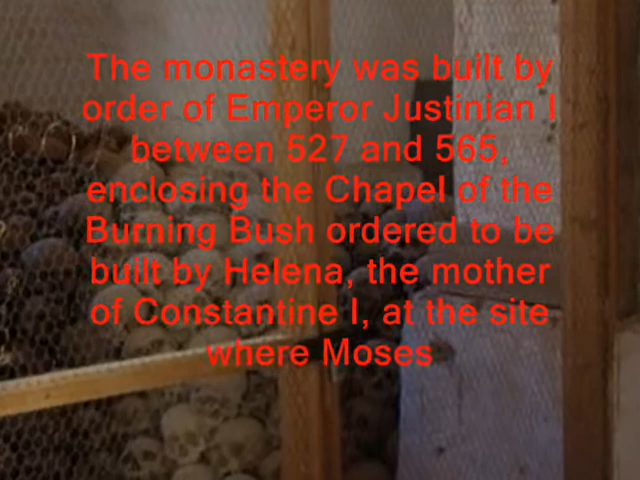 The monastery was built by
order of Emperor Justinian I
between 527 and 565,
enclosing the Chapel of the
Burning Bush ordered to be
built by Helena, the mother
of Constantine I, at the site
where Moses